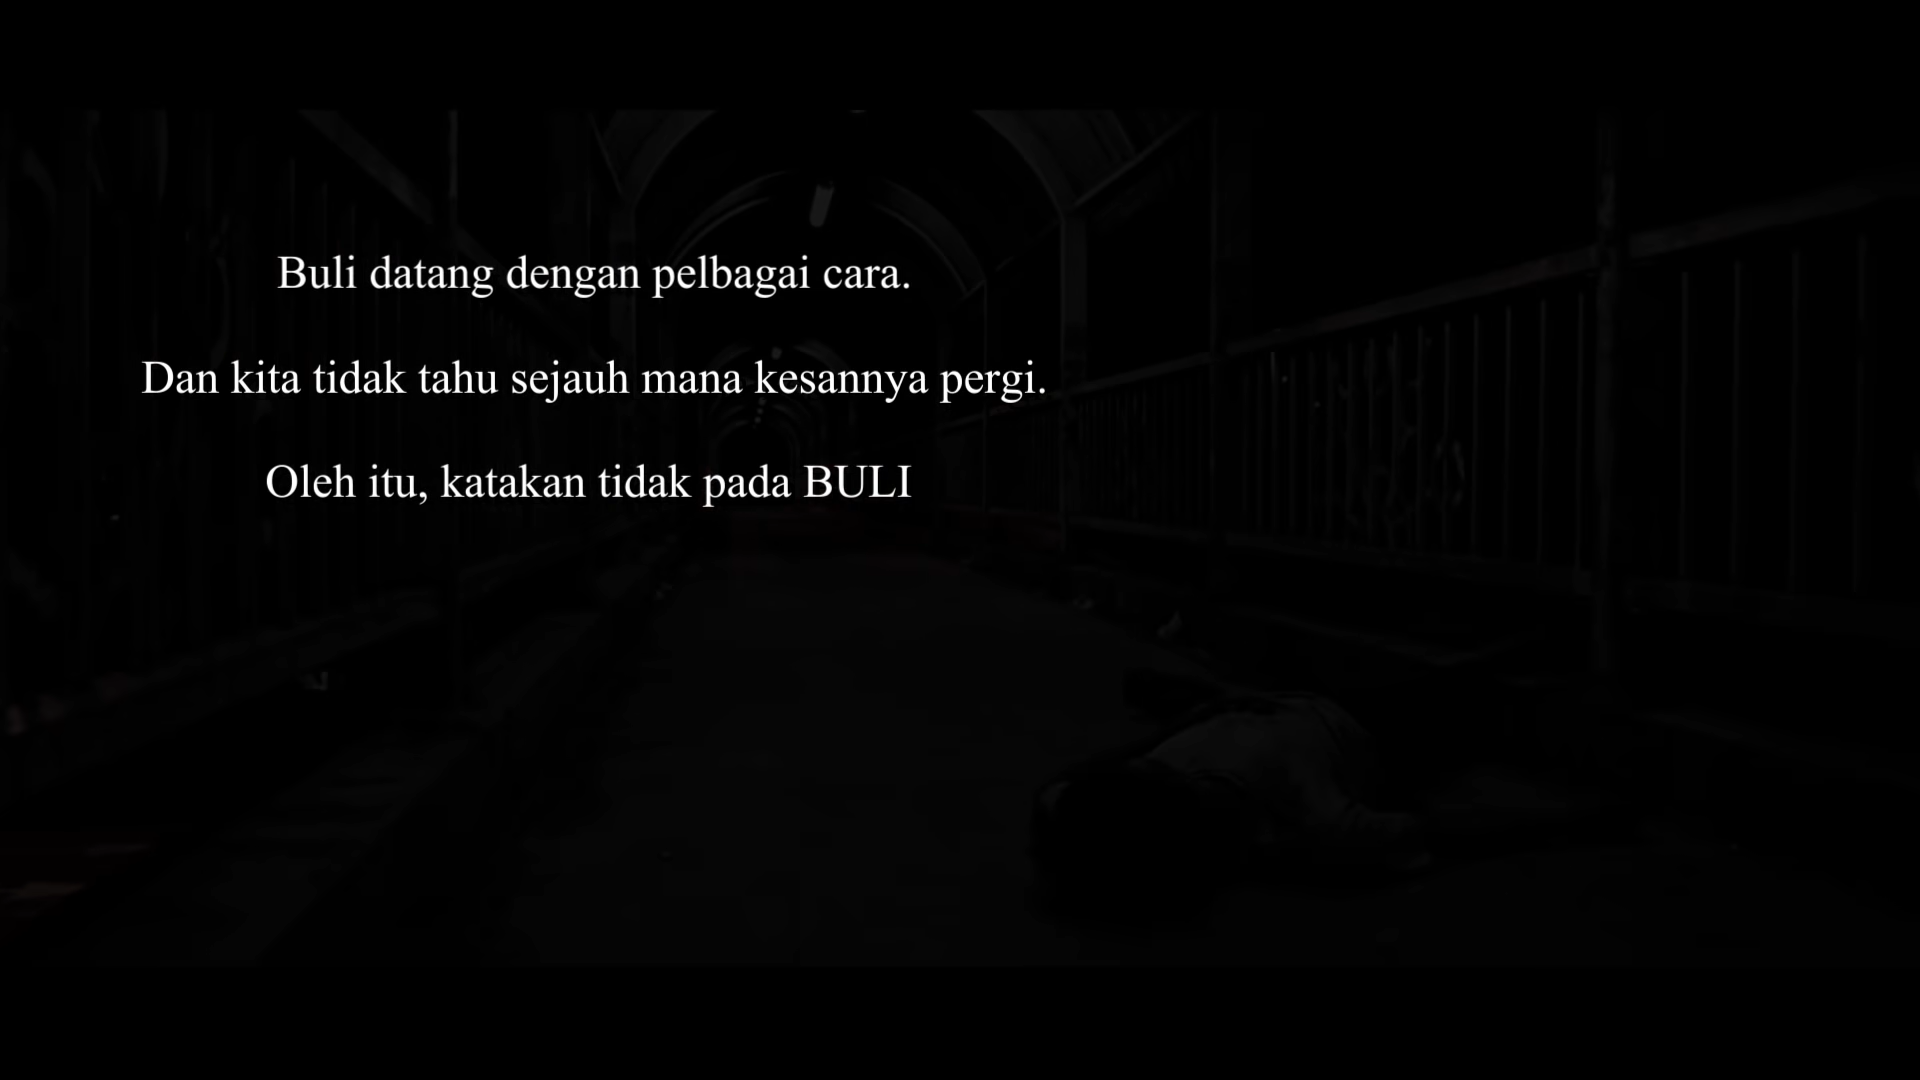 Buli datang dengan pelbagai cara.
Dan kita tidak tahu sejauh mana kesannya pergi.
Oleh itu, katakan tidak pada BULI